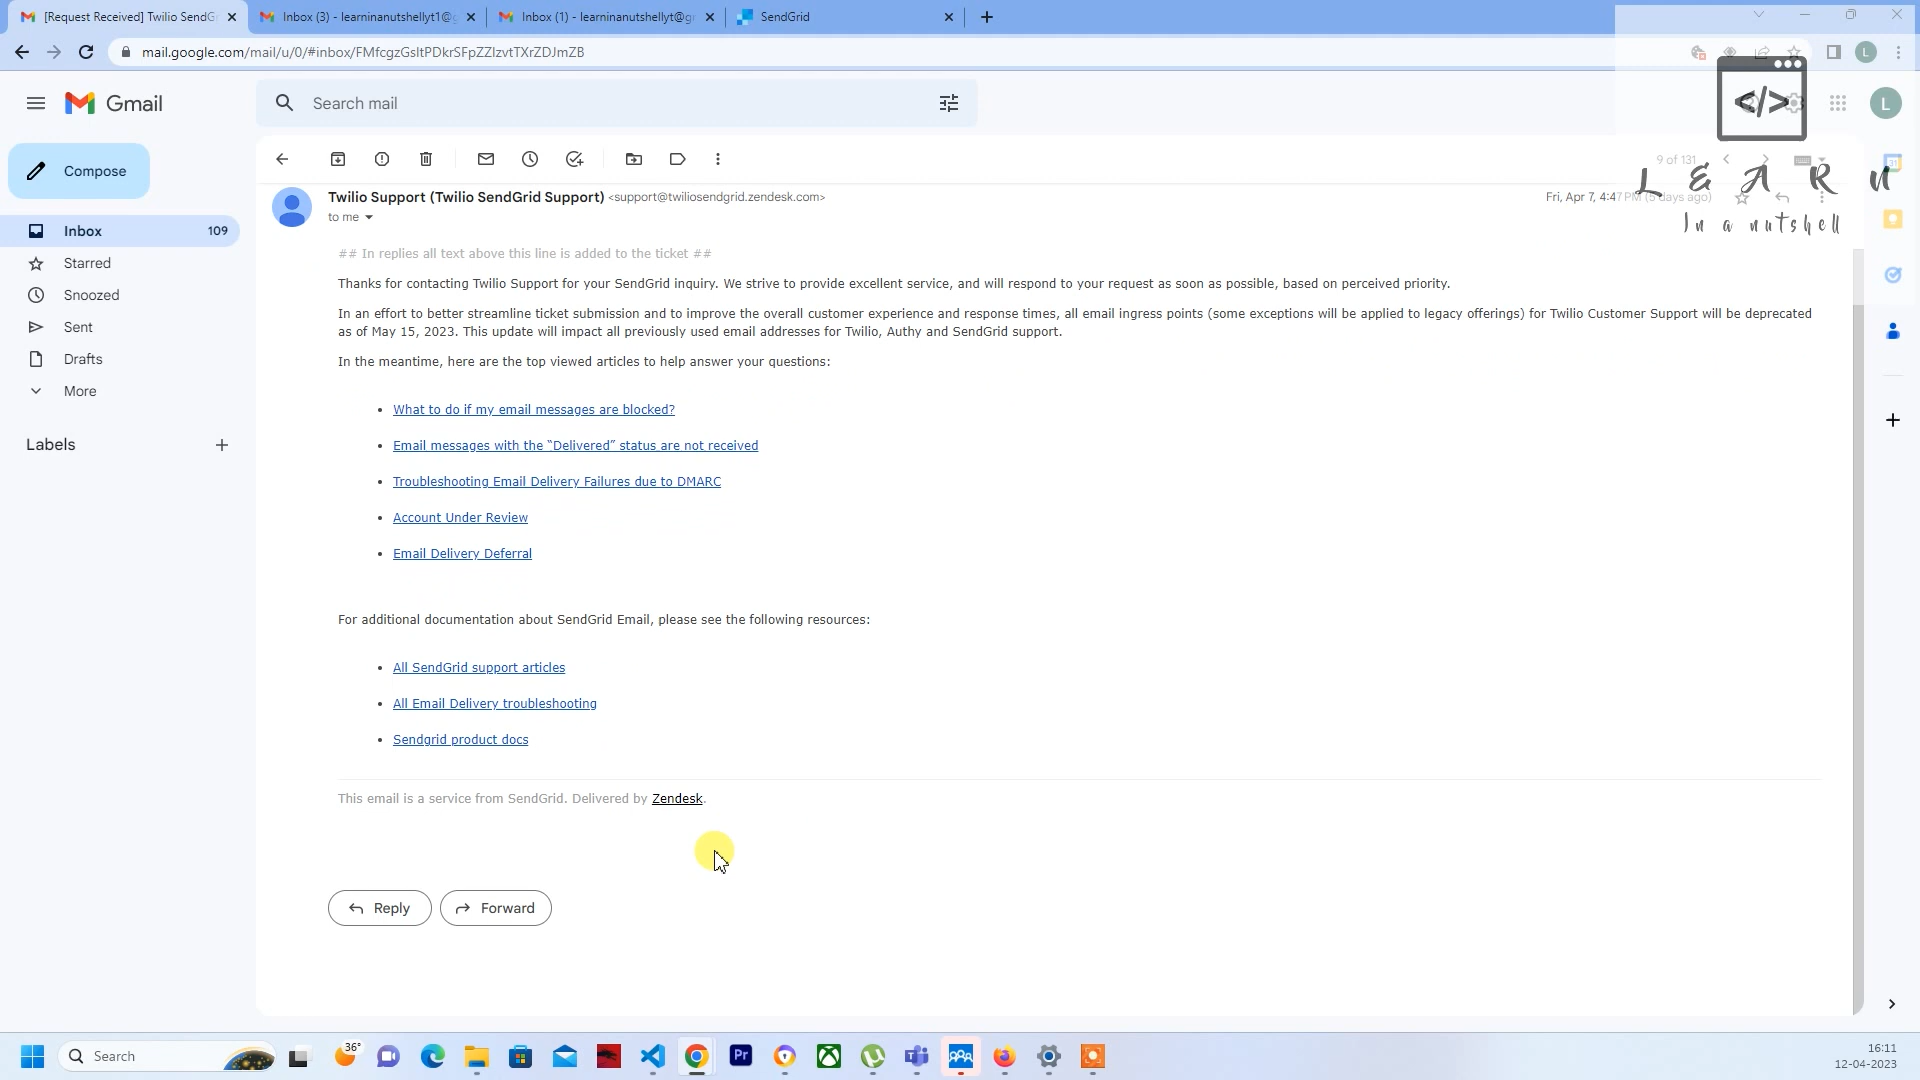 [Request Received] Twilio SendG
Inbox (3) - learninanutshellyt1@g
Inbox (1) - learninanutshellyt@gm
SendGrid
mail.google.com/mail/u/0/#inbox/FMfcgzGsltPDkrSFpZZlzvtTXrZDJmZB
L
Gmail
Search mail
</>
L
Compose
9 of 131
Twilio Support (Twilio SendGrid Support) <support@twiliosendgrid.zendesk.com>
Fri, Apr 7, 4:47 PM (5 days ago)
to me
L E A R n
In a nutshell
Inbox 109
Starred
Snoozed
Sent
Drafts
More
Labels
## In replies all text above this line is added to the ticket ##
Thanks for contacting Twilio Support for your SendGrid inquiry. We strive to provide excellent service, and will respond to your request as soon as possible, based on perceived priority.
In an effort to better streamline ticket submission and to improve the overall customer experience and response times, all email ingress points (some exceptions will be applied to legacy offerings) for Twilio Customer Support will be deprecated
as of May 15, 2023. This update will impact all previously used email addresses for Twilio, Authy and SendGrid support.
In the meantime, here are the top viewed articles to help answer your questions:
• What to do if my email messages are blocked?
• Email messages with the “Delivered” status are not received
• Troubleshooting Email Delivery Failures due to DMARC
• Account Under Review
• Email Delivery Deferral
For additional documentation about SendGrid Email, please see the following resources:
• All SendGrid support articles
• All Email Delivery troubleshooting
• Sendgrid product docs
This email is a service from SendGrid. Delivered by Zendesk.
Reply
Forward
Search
36°
Pr
16:11
12-04-2023